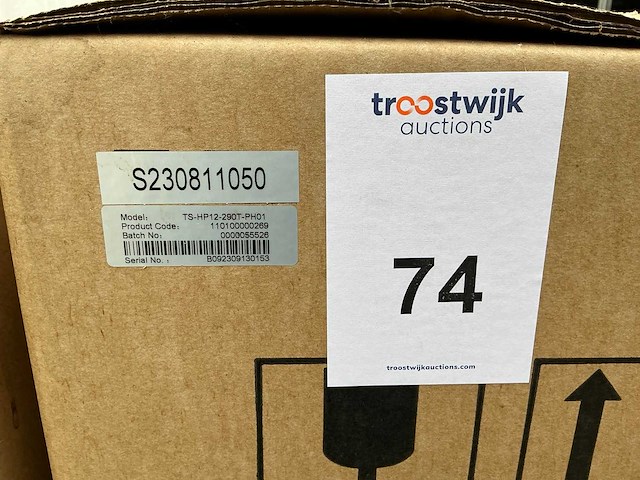 S230811050
Model: TS-HP12-290T-PH01
Product Code: 110100000269
Batch No: 0000055526
Serial No. : B092309130153
troostwijk
auctions
74
troostwijkauctions.com